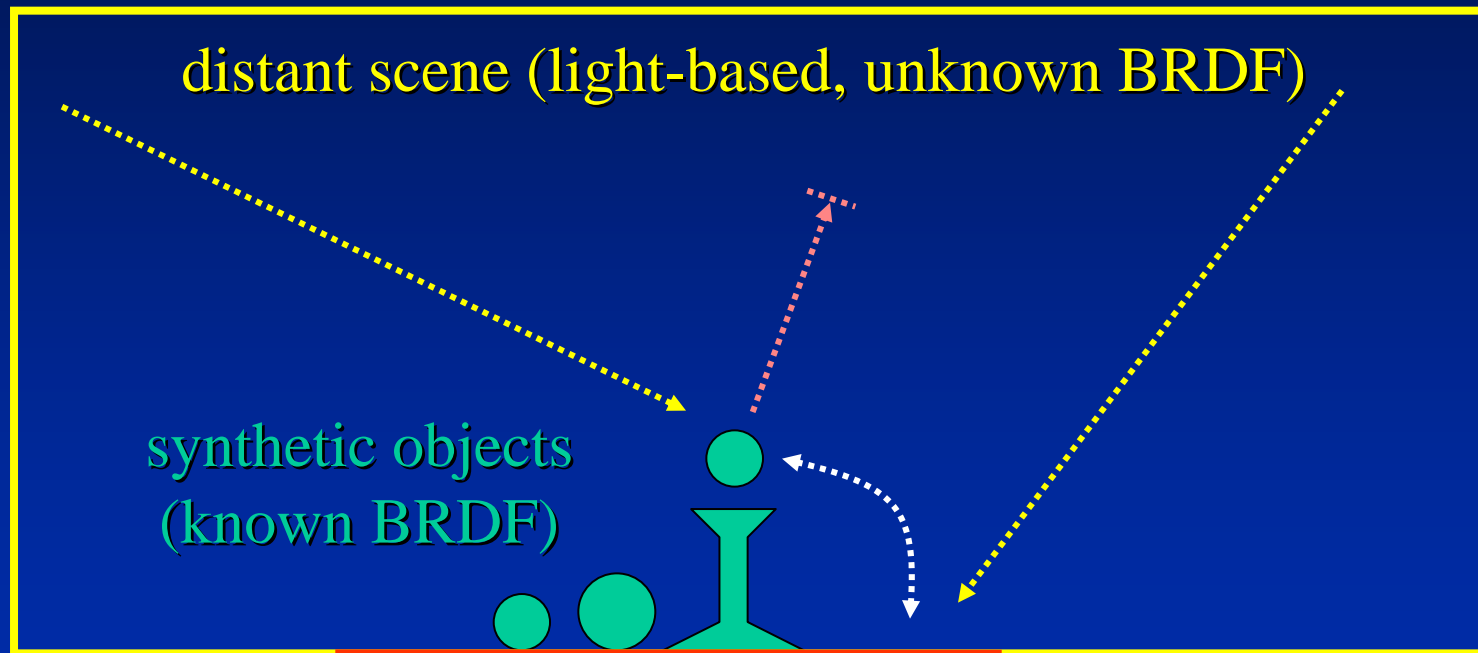 distant scene (light-based, unknown BRDF)
synthetic objects
(known BRDF)